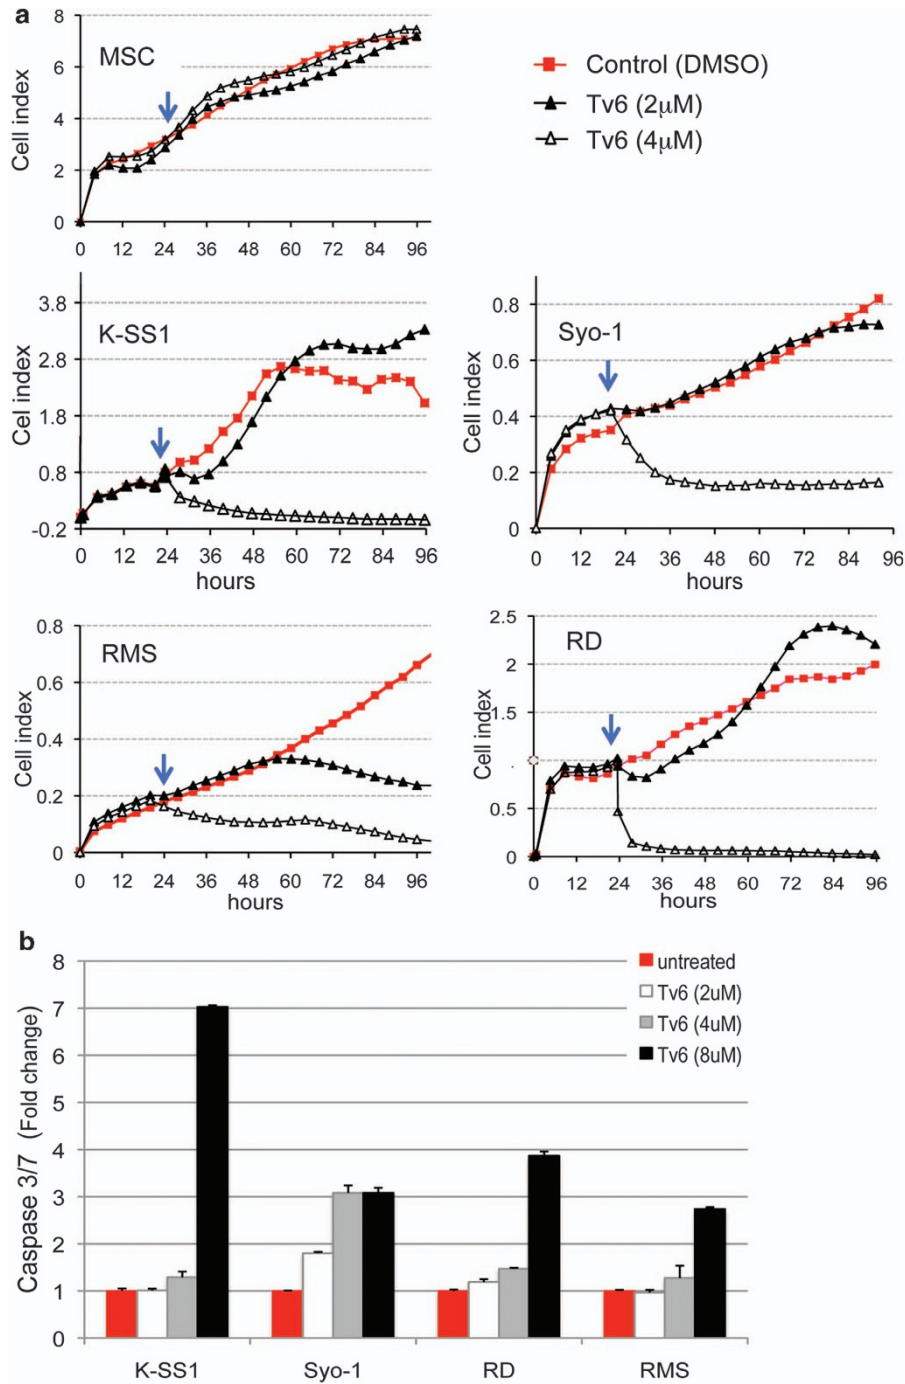 a
MSC
Cell index
8
6
4
2
0
0 12 24 36 48 60 72 84 96
Control (DMSO)
Tv6 (2μM)
Tv6 (4μM)
K-SS1
Cel index
3.8
2.8
1.8
0.8
-0.2
0 12 24 36 48 60 72 84 96
hours
Syo-1
Cell index
0.8
0.6
0.4
0.2
0
0 12 24 36 48 60 72 84 92
hours
RMS
Cell index
0.8
0.6
0.4
0.2
0
0 12 24 36 48 60 72 84 96
hours
RD
Cell index
2.5
2
1.5
0.5
0
0 12 24 36 48 60 72 84 96
hours
b
Caspase 3/7 (Fold change)
8
7
6
5
4
3
2
1
0
untreated
Tv6 (2uM)
Tv6 (4uM)
Tv6 (8uM)
K-SS1 Syo-1 RD RMS